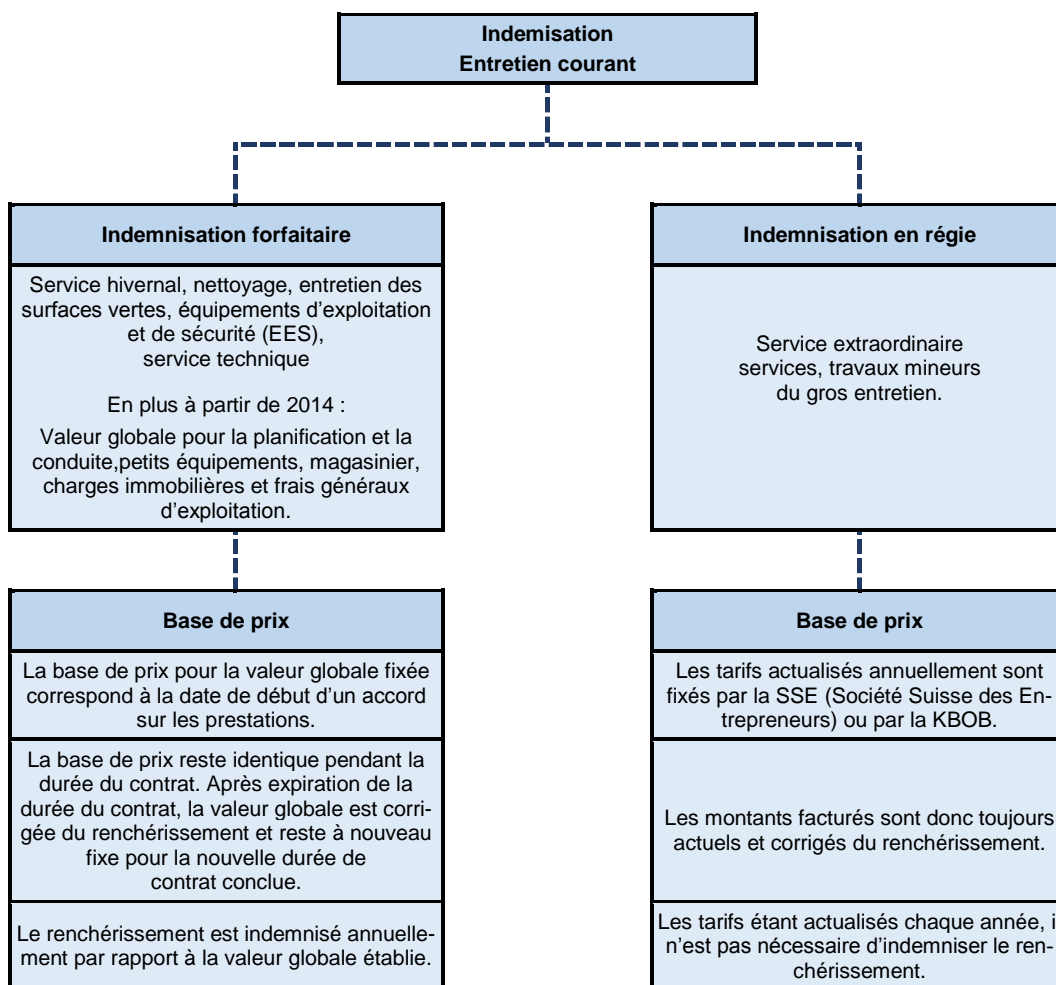 Indemisation
Entretien courant
Indemnisation forfaitaire
Service hivernal, nettoyage, entretien des
surfaces vertes, équipements d'exploitation
et de sécurité (EES),
service technique
En plus à partir de 2014 :
Valeur globale pour la planification et la
conduite,petits équipements, magasinier,
charges immobilières et frais généraux
d'exploitation.
Indemnisation en régie
Service extraordinaire
services, travaux mineurs
du gros entretien.
Base de prix
La base de prix pour la valeur globale fixée
correspond à la date de début d'un accord
sur les prestations.
La base de prix reste identique pendant la
durée du contrat. Après expiration de la
durée du contrat, la valeur globale est corri-
gée du renchérissement et reste à nouveau
fixe pour la nouvelle durée de
contrat conclue.
Le renchérissement est indemnisé annuelle-
ment par rapport à la valeur globale établie.
Base de prix
Les tarifs actualisés annuellement sont
fixés par la SSE (Société Suisse des En-
trepreneurs) ou par la KBOB.
Les montants facturés sont donc toujours
actuels et corrigés du renchérissement.
Les tarifs étant actualisés chaque année,
n'est pas nécessaire d'indemniser le ren-
chérissement.